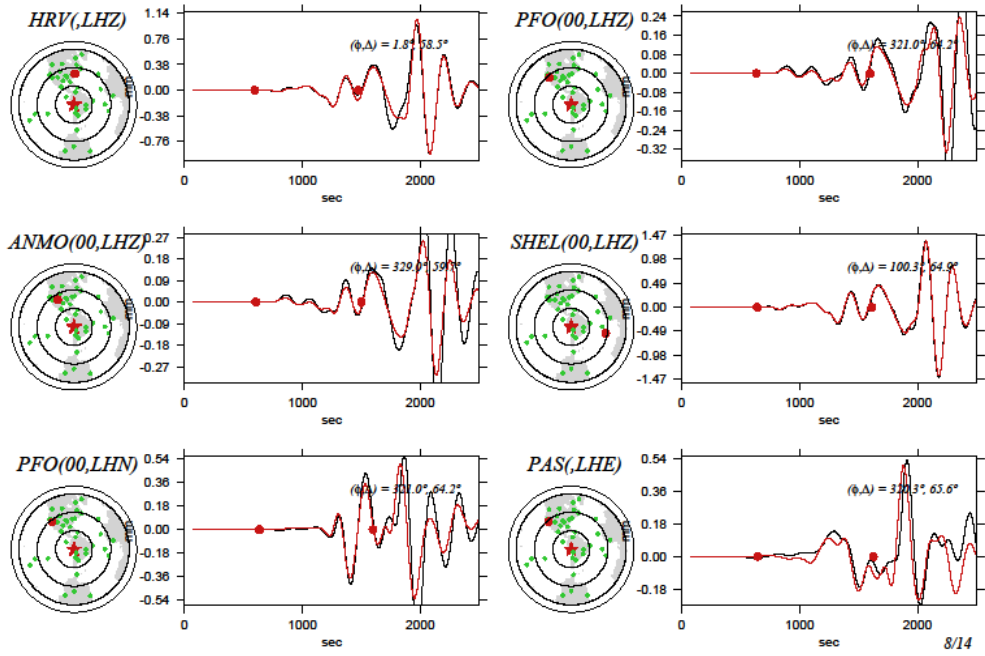 HRV(,LHZ)
1.14
0.76
0.38
0.00
-0.38
-0.76
mm
(ϕ,Δ) = 1.8°, 58.5°
0 1000 2000
sec
PFO(00,LHZ)
0.24
0.16
0.08
0.00
-0.08
-0.16
-0.24
-0.32
mm
(ϕ,Δ) = 321.0°, 64.2°
0 1000 2000
sec
ANMO(00,LHZ)
0.27
0.18
0.09
0.00
-0.09
-0.18
-0.27
mm
0 1000 2000
sec
SHEL(00,LHZ)
1.47
0.98
0.49
0.00
-0.49
-0.98
-1.47
mm
(ϕ,Δ) = 100.3°, 64.9°
0 1000 2000
sec
PFO(00,LHN)
0.54
0.36
0.18
0.00
-0.18
-0.36
-0.54
mm
(ϕ,Δ) = 321.0°, 64.2°
0 1000 2000
sec
PAS(,LHE)
0.54
0.36
0.18
0.00
-0.18
mm
(ϕ,Δ) = 320.3°, 65.6°
0 1000 2000
sec
8/14